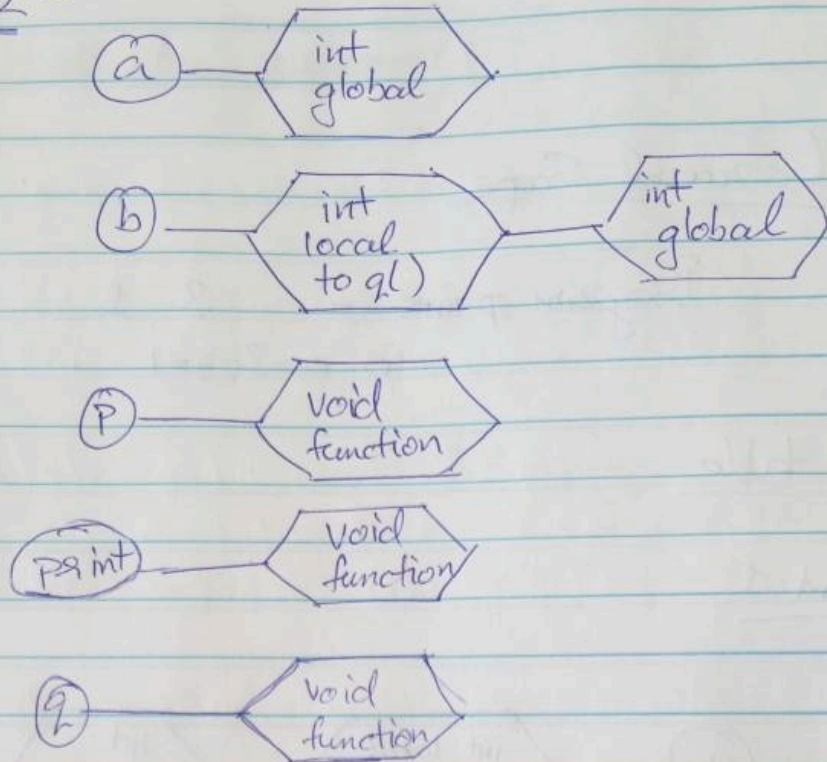 a
int
global
b
int
local
to q()
int
global
p
void
function
print
void
function
q
void
function